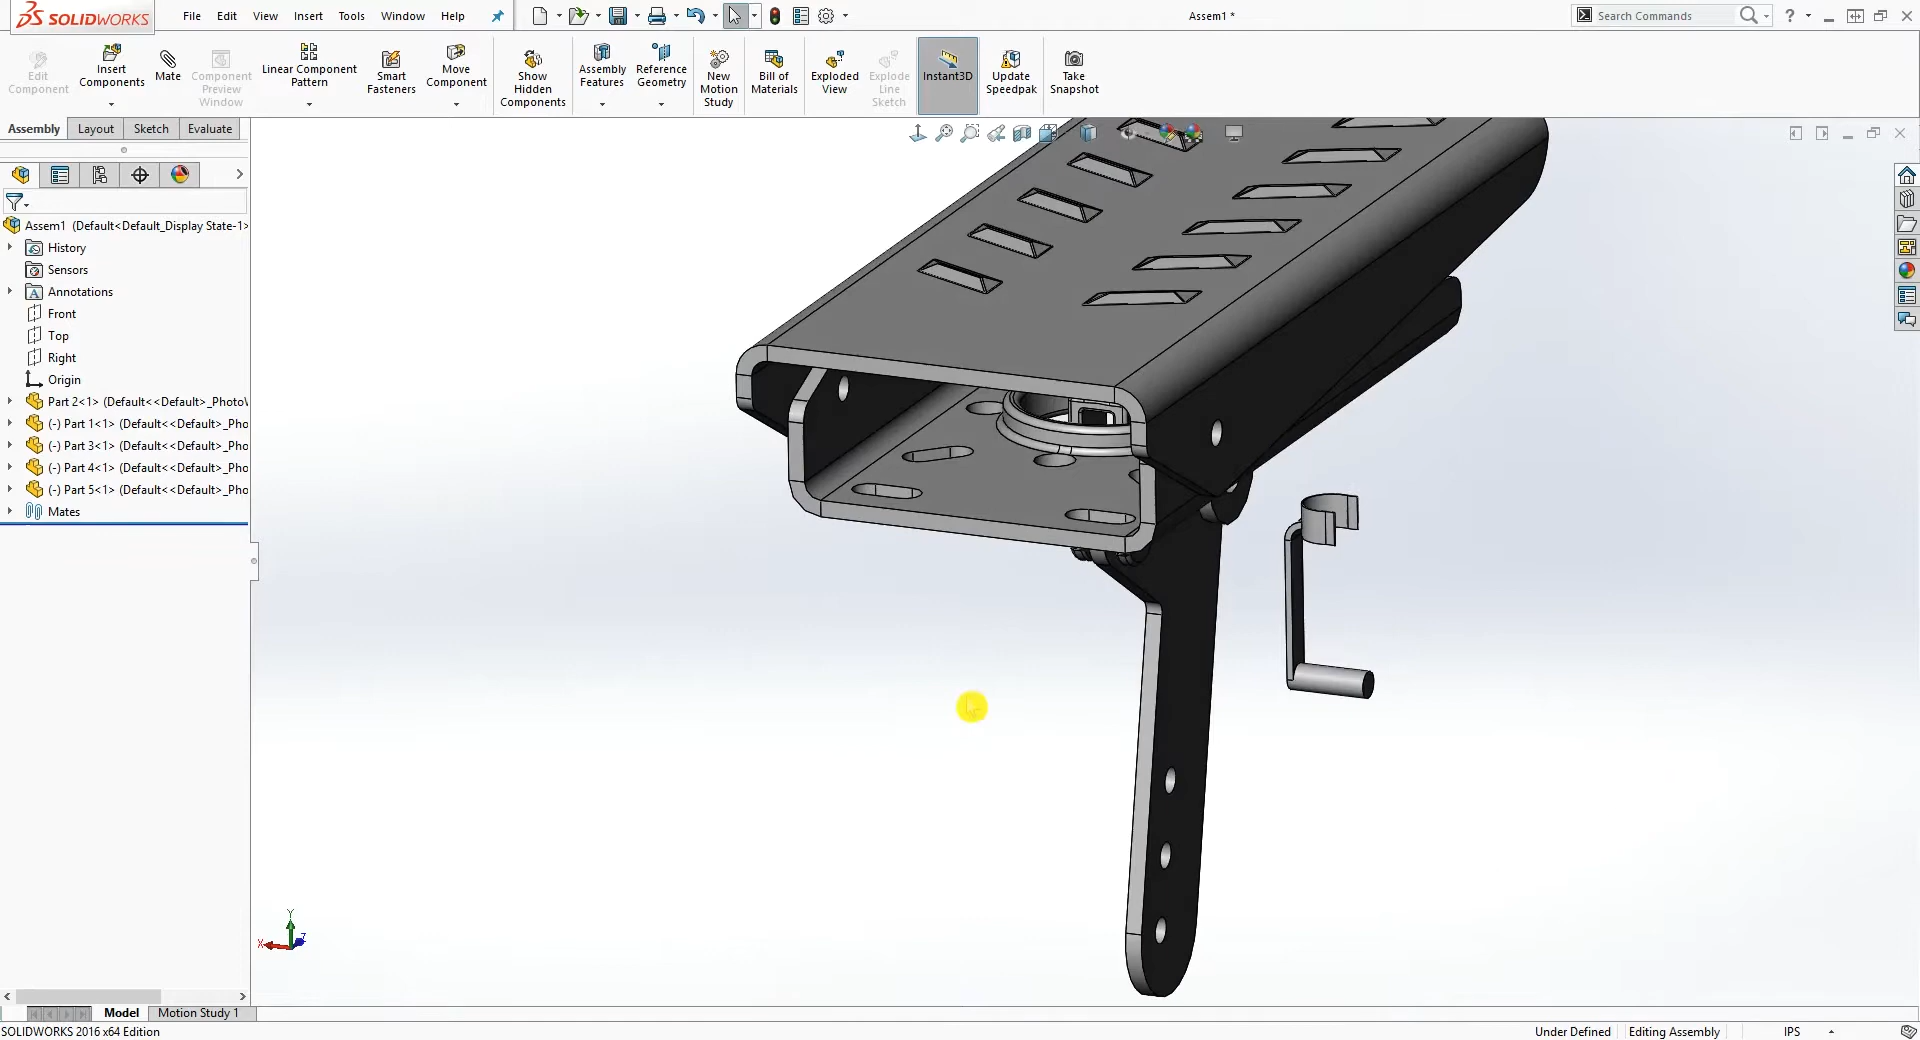 SOLIDWORKS File Edit View Insert Tools Window Help Assem1 * Search Commands ?
Edit Component
Insert Components
Mate
Component Preview Window
Linear Component Pattern
Smart Fasteners
Move Component
Show Hidden Components
Assembly Features
Reference Geometry
New Motion Study
Bill of Materials
Exploded View
Explode Line Sketch
Instant3D
Update Speedpak
Take Snapshot
Assembly Layout Sketch Evaluate
Assem1 (Default<Default_Display State-1>
History
Sensors
A Annotations
Front
Top
Right
Origin
Part 2<1> (Default<<Default>_PhotoV
(-) Part 1<1> (Default<<Default>_Pho
(-) Part 3<1> (Default<<Default>_Pho
(-) Part 4<1> (Default<<Default>_Pho
(-) Part 5<1> (Default<<Default>_Pho
Mates
Y
X Z
Model Motion Study 1
SOLIDWORKS 2016 x64 Edition Under Defined Editing Assembly IPS